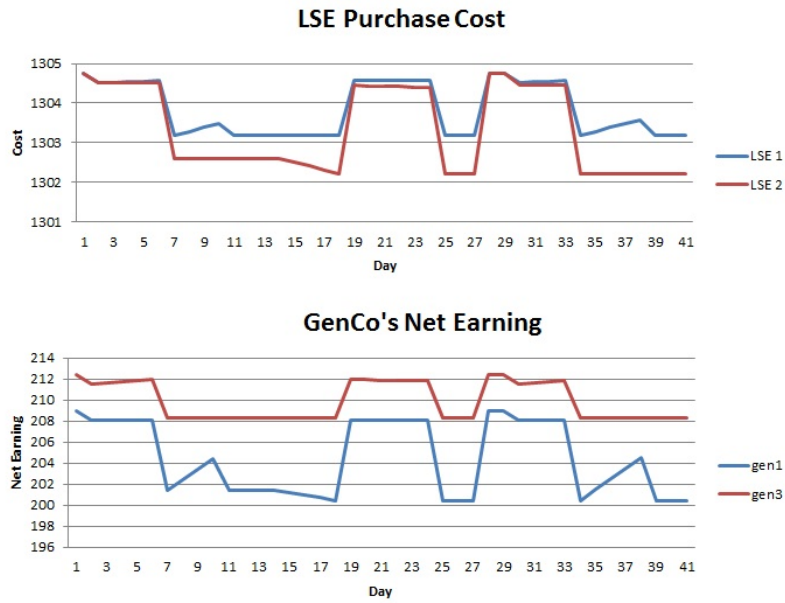 LSE Purchase Cost
1305
1304
1303
1302
1301
Cost
1 3 5 7 9 11 13 15 17 19 21 23 25 27 29 31 33 35 37 39 41
Day
LSE 1
LSE 2
GenCo's Net Earning
214
212
210
208
206
204
202
200
198
196
Net Earning
1 3 5 7 9 11 13 15 17 19 21 23 25 27 29 31 33 35 37 39 41
Day
gen1
gen3